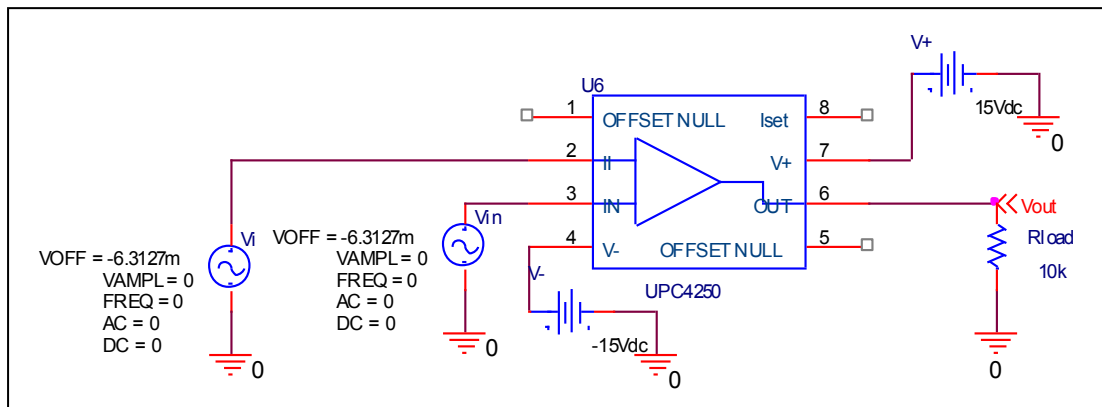 V+
15Vdc
0
U6
1
OFFSET NULL
Iset
8
2
II
V+
7
3
IN
OUT
6
4
V-
OFFSET NULL
5
UPC4250
Vi
VOFF = -6.3127m
VAMPL = 0
FREQ = 0
AC = 0
DC = 0
0
Vin
VOFF = -6.3127m
VAMPL = 0
FREQ = 0
AC = 0
DC = 0
0
V-
-15Vdc
0
Vout
Rload
10k
0